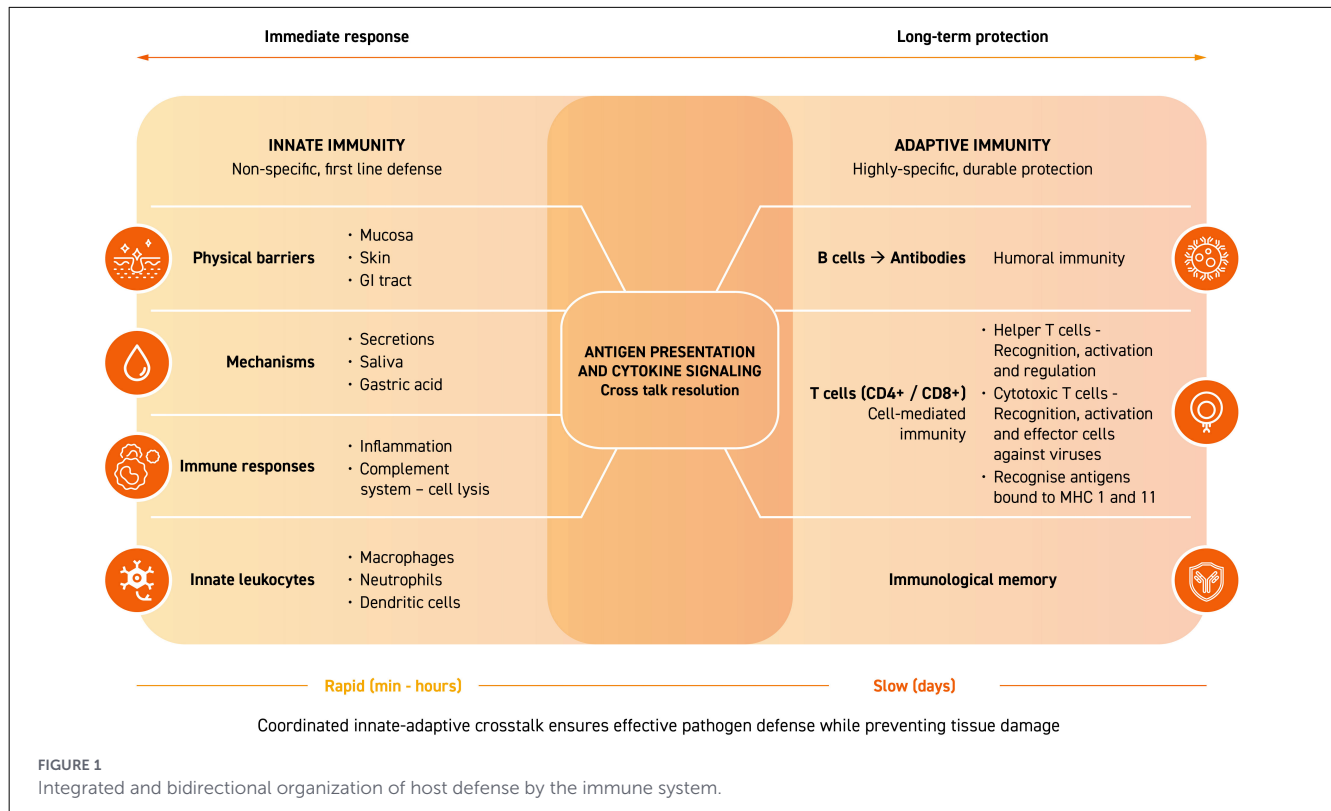 Immediate response
Long-term protection
INNATE IMMUNITY
Non-specific, first line defense
ADAPTIVE IMMUNITY
Highly-specific, durable protection
Physical barriers
· Mucosa
· Skin
· GI tract
Mechanisms
· Secretions
· Saliva
· Gastric acid
Immune responses
· Inflammation
· Complement
system – cell lysis
Innate leukocytes
· Macrophages
· Neutrophils
· Dendritic cells
ANTIGEN PRESENTATION
AND CYTOKINE SIGNALING
Cross talk resolution
B cells → Antibodies
Humoral immunity
T cells (CD4+ / CD8+)
Cell-mediated
immunity
· Helper T cells -
Recognition, activation
and regulation
· Cytotoxic T cells -
Recognition, activation
and effector cells
against viruses
· Recognise antigens
bound to MHC 1 and 11
Immunological memory
Rapid (min - hours)
Slow (days)
Coordinated innate-adaptive crosstalk ensures effective pathogen defense while preventing tissue damage
FIGURE 1
Integrated and bidirectional organization of host defense by the immune system.